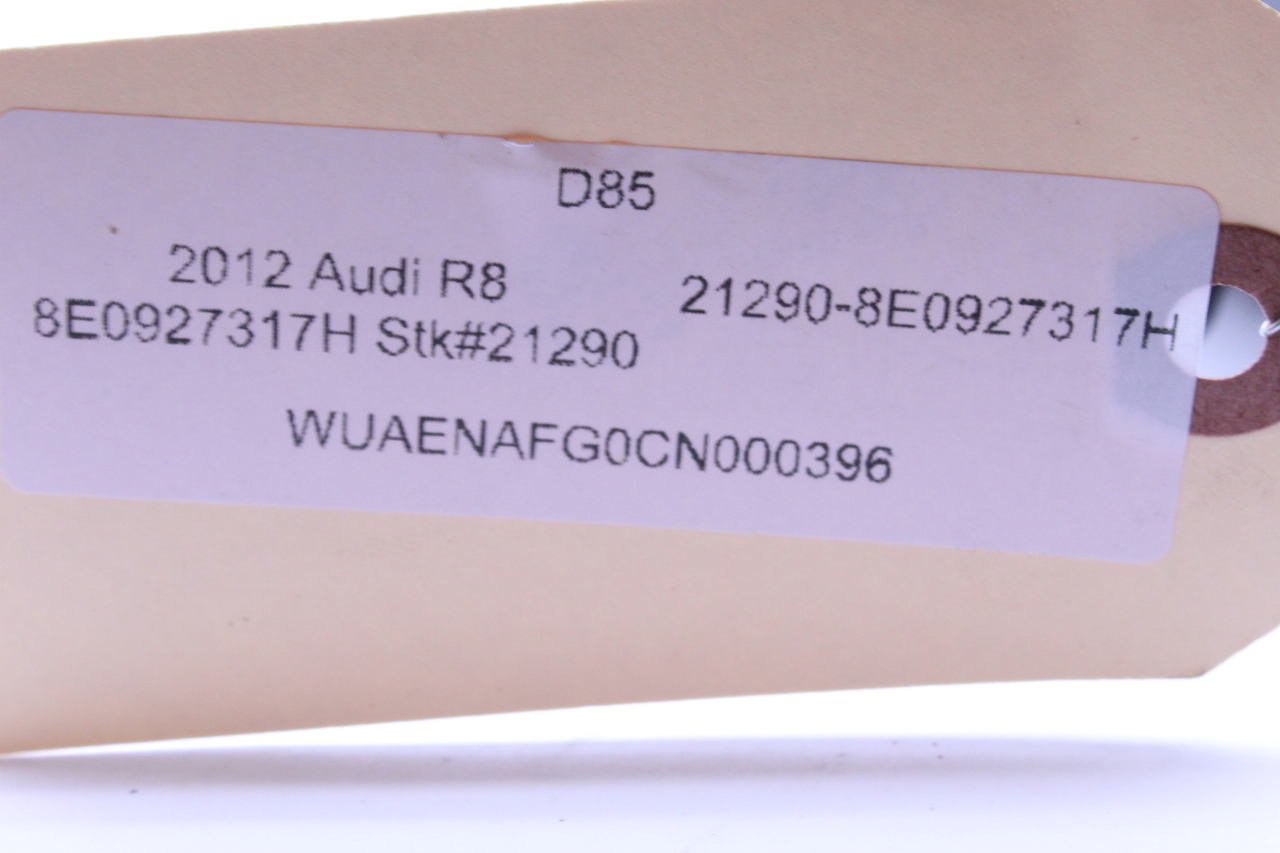 D85
2012 Audi R8
21290-8E0927317H
8E0927317H Stk#21290
WUAENAFG0CN000396